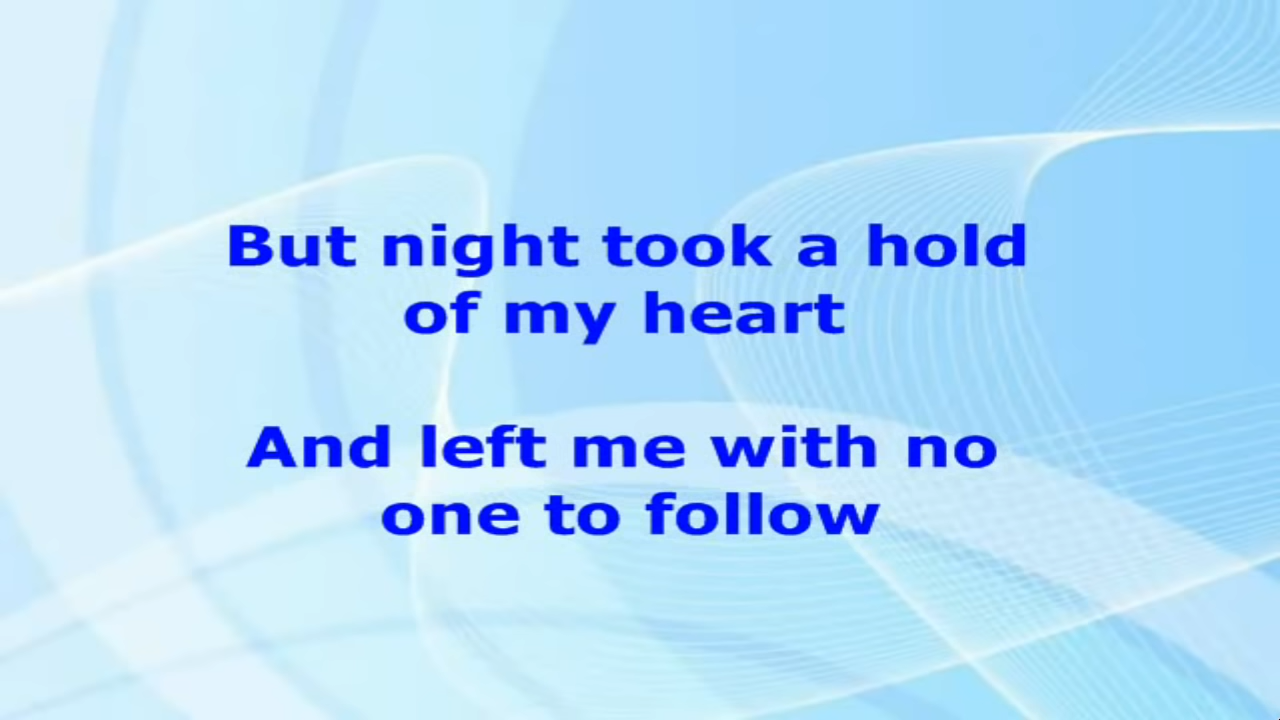 But night took a hold
of my heart
And left me with no
one to follow